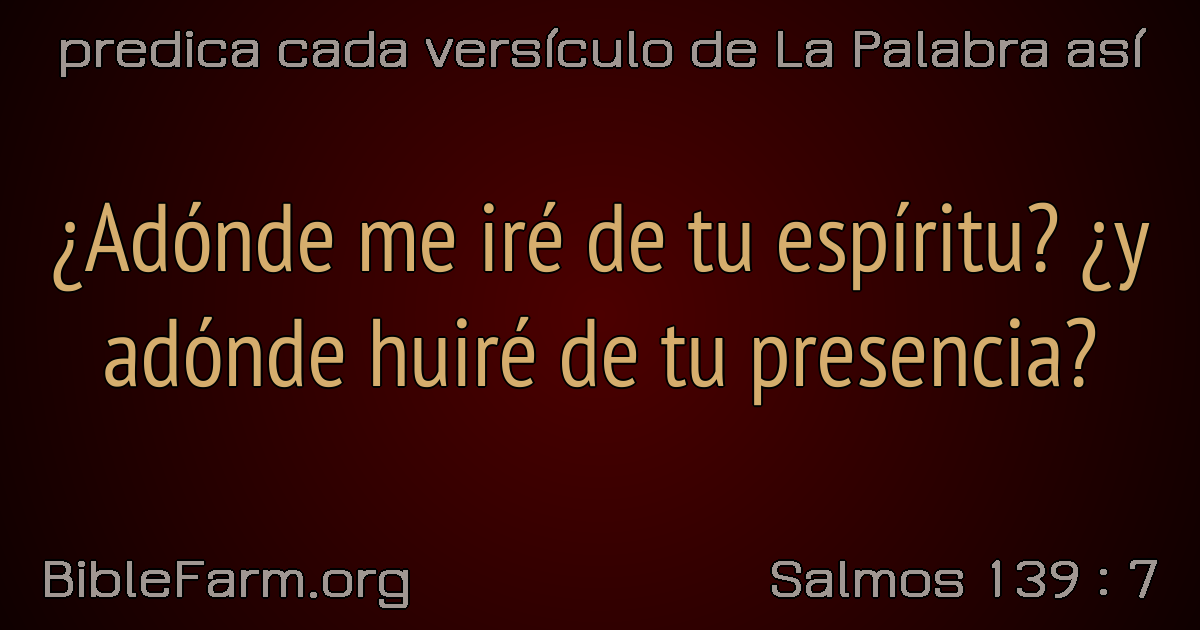 predica cada versículo de La Palabra así
¿Adónde me iré de tu espíritu? ¿y
adónde huiré de tu presencia?
BibleFarm.org
Salmos 139 : 7